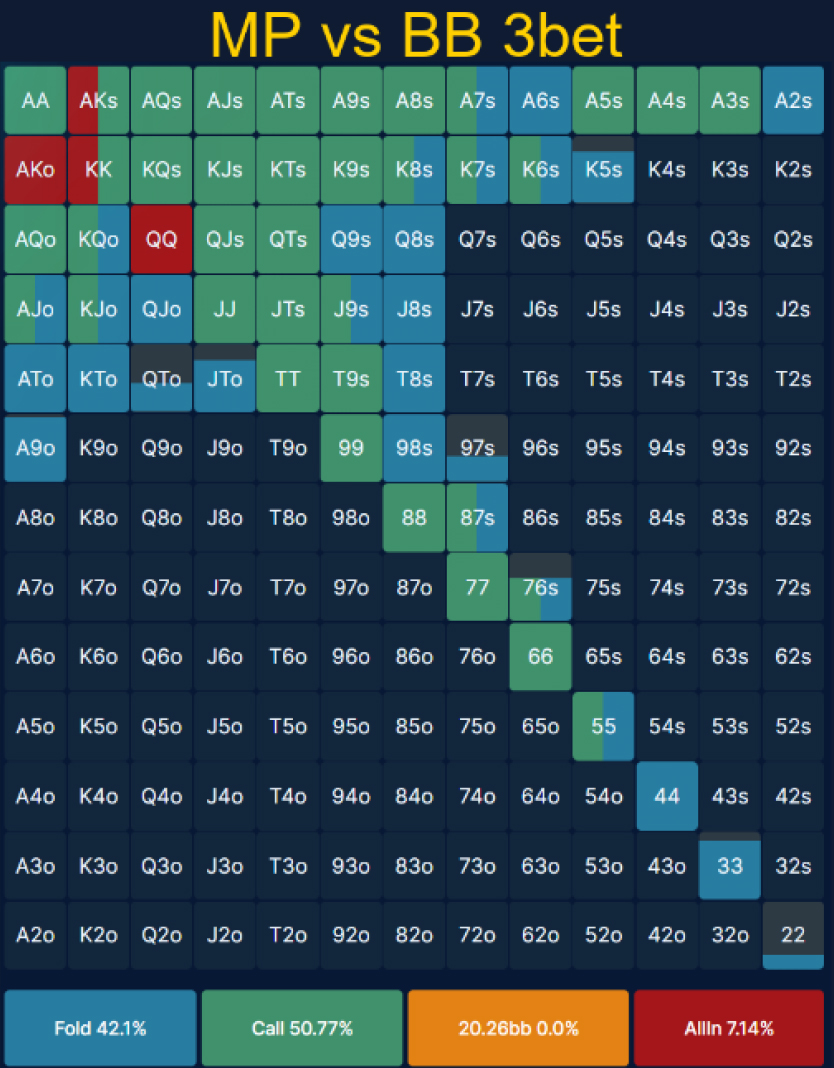 MP vs BB 3bet
AA AKs AQs AJs ATs A9s A8s A7s A6s A5s A4s A3s A2s
AKo KK KQs KJs KTs K9s K8s K7s K6s K5s K4s K3s K2s
AQo KQo QQ QJs QTs Q9s Q8s Q7s Q6s Q5s Q4s Q3s Q2s
AJo KJo QJo JJ JTs J9s J8s J7s J6s J5s J4s J3s J2s
ATo KTo QTo JTo TT T9s T8s T7s T6s T5s T4s T3s T2s
A9o K9o Q9o J9o T9o 99 98s 97s 96s 95s 94s 93s 92s
A8o K8o Q8o J8o T8o 98o 88 87s 86s 85s 84s 83s 82s
A7o K7o Q7o J7o T7o 97o 87o 77 76s 75s 74s 73s 72s
A6o K6o Q6o J6o T6o 96o 86o 76o 66 65s 64s 63s 62s
A5o K5o Q5o J5o T5o 95o 85o 75o 65o 55 54s 53s 52s
A4o K4o Q4o J4o T4o 94o 84o 74o 64o 54o 44 43s 42s
A3o K3o Q3o J3o T3o 93o 83o 73o 63o 53o 43o 33 32s
A2o K2o Q2o J2o T2o 92o 82o 72o 62o 52o 42o 32o 22
Fold 42.1% Call 50.77% 20.26bb 0.0% AllIn 7.14%